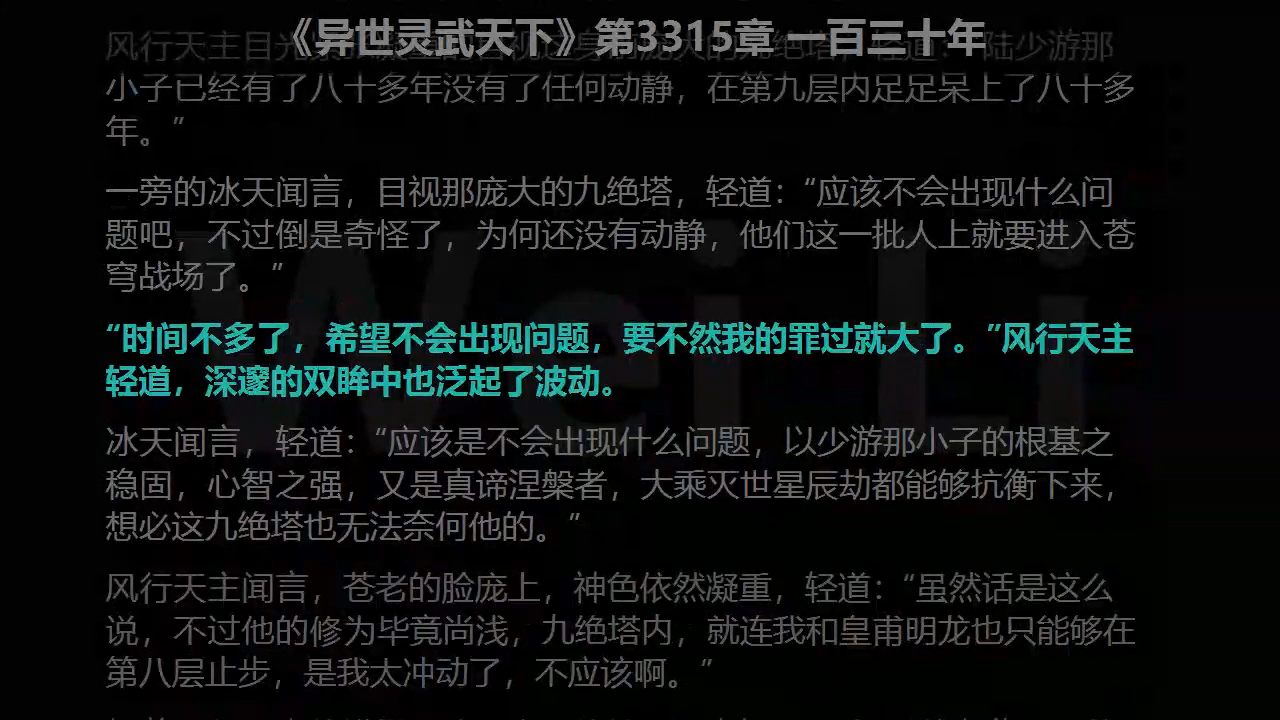 《异世灵武天下》第3315章 一百三十年
风行天主目光 轻道：“陆少游那
小子已经有了八十多年没有了任何动静，在第九层内足足呆上了八十多
年。”
一旁的冰天闻言，目视那庞大的九绝塔，轻道：“应该不会出现什么问
题吧，不过倒是奇怪了，为何还没有动静，他们这一批人上就要进入苍
穹战场了。”
“时间不多了，希望不会出现问题，要不然我的罪过就大了。”风行天主
轻道，深邃的双眸中也泛起了波动。
冰天闻言，轻道：“应该是不会出现什么问题，以少游那小子的根基之
稳固，心智之强，又是真谛涅槃者，大乘灭世星辰劫都能够抗衡下来，
想必这九绝塔也无法奈何他的。”
风行天主闻言，苍老的脸庞上，神色依然凝重，轻道：“虽然话是这么
说，不过他的修为毕竟尚浅，九绝塔内，就连我和皇甫明龙也只能够在
第八层止步，是我太冲动了，不应该啊。”
Wei Li